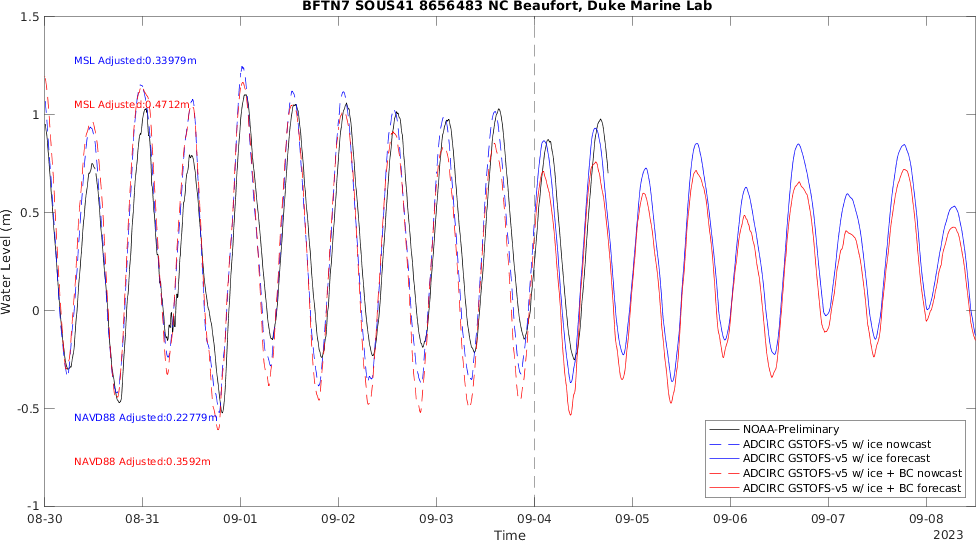 BFTN7 SOUS41 8656483 NC Beaufort, Duke Marine Lab
1.5
MSL Adjusted:0.33979m
MSL Adjusted:0.4712m
1
0.5
Water Level (m)
0
-0.5
NAVD88 Adjusted:0.22779m
NAVD88 Adjusted:0.3592m
NOAA-Preliminary
ADCIRC GSTOFS-v5 w/ ice nowcast
ADCIRC GSTOFS-v5 w/ ice forecast
ADCIRC GSTOFS-v5 w/ ice + BC nowcast
ADCIRC GSTOFS-v5 w/ ice + BC forecast
-1
08-30 08-31 09-01 09-02 09-03 09-04 09-05 09-06 09-07 09-08
Time
2023